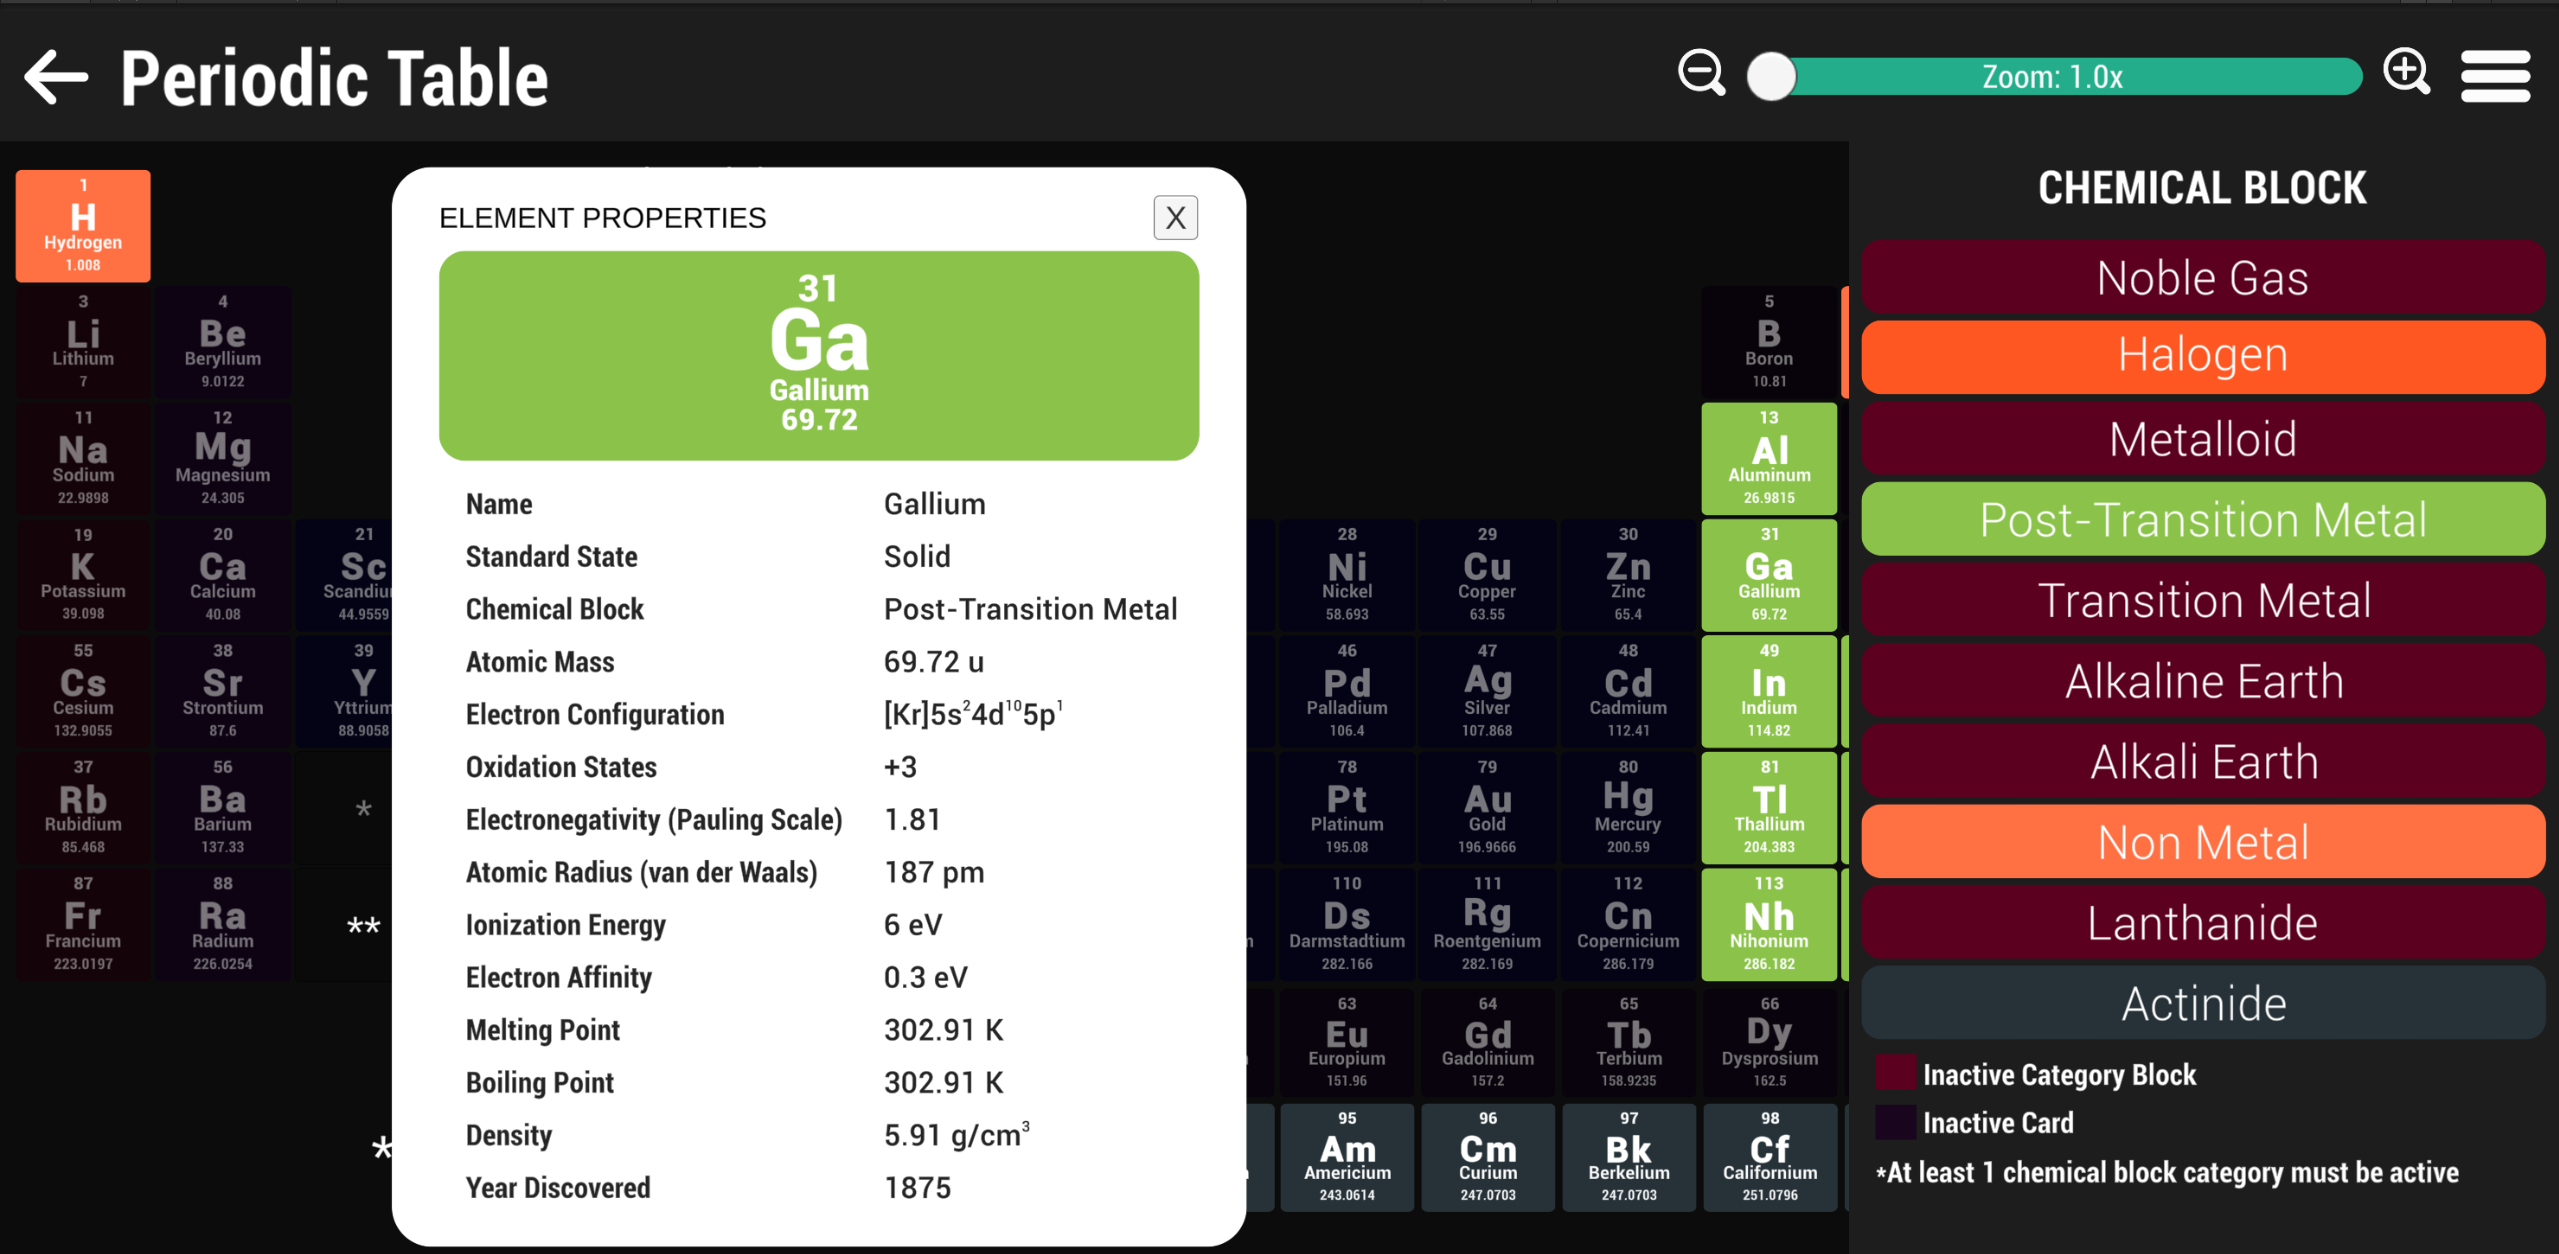 Periodic Table
Zoom: 1.0x
ELEMENT PROPERTIES
X
31
Ga
Gallium
69.72
Name Gallium
Standard State Solid
Chemical Block Post-Transition Metal
Atomic Mass 69.72 u
Electron Configuration [Kr]5s²4d¹⁰5p¹
Oxidation States +3
Electronegativity (Pauling Scale) 1.81
Atomic Radius (van der Waals) 187 pm
Ionization Energy 6 eV
Electron Affinity 0.3 eV
Melting Point 302.91 K
Boiling Point 302.91 K
Density 5.91 g/cm³
Year Discovered 1875
1
H
Hydrogen
1.008
3
Li
Lithium
7
4
Be
Beryllium
9.0122
11
Na
Sodium
22.9898
12
Mg
Magnesium
24.305
19
K
Potassium
39.098
20
Ca
Calcium
40.08
21
Sc
44.9559
55
Cs
Cesium
132.9055
38
Sr
Strontium
87.6
39
Y
Yttrium
88.9058
37
Rb
Rubidium
85.468
56
Ba
Barium
137.33
*
87
Fr
Francium
223.0197
88
Ra
Radium
226.0254
**
*
5
B
Boron
10.81
13
Al
Aluminum
26.9815
28
Ni
Nickel
58.693
29
Cu
Copper
63.55
30
Zn
Zinc
65.4
31
Ga
Gallium
69.72
46
Pd
Palladium
106.4
47
Ag
Silver
107.868
48
Cd
Cadmium
112.41
49
In
Indium
114.82
78
Pt
Platinum
195.08
79
Au
Gold
196.9666
80
Hg
Mercury
200.59
81
Tl
Thallium
204.383
110
Ds
Darmstadtium
282.166
111
Rg
Roentgenium
282.169
112
Cn
Copernicium
286.179
113
Nh
Nihonium
286.182
63
Eu
Europium
151.96
64
Gd
Gadolinium
157.2
65
Tb
Terbium
158.9235
66
Dy
Dysprosium
162.5
95
Am
Americium
243.0614
96
Cm
Curium
247.0703
97
Bk
Berkelium
247.0703
98
Cf
Californium
251.0796
CHEMICAL BLOCK
Noble Gas
Halogen
Metalloid
Post-Transition Metal
Transition Metal
Alkaline Earth
Alkali Earth
Non Metal
Lanthanide
Actinide
Inactive Category Block
Inactive Card
*At least 1 chemical block category must be active